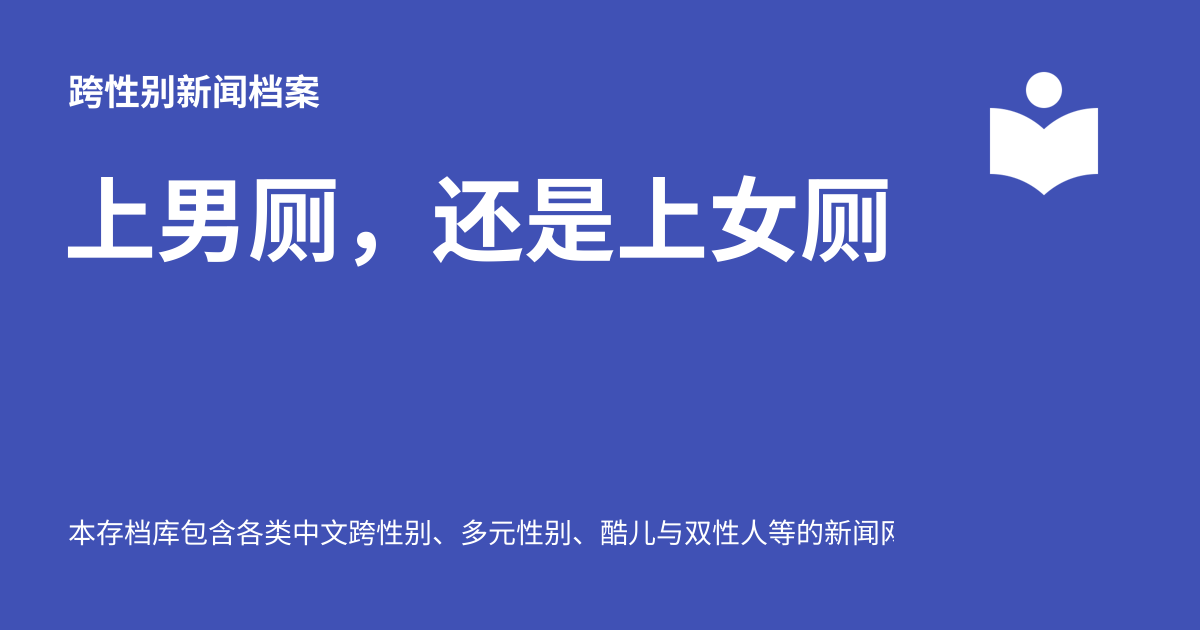 跨性别新闻档案
上男厕，还是上女厕
本存档库包含各类中文跨性别、多元性别、酷儿与双性人等的新闻